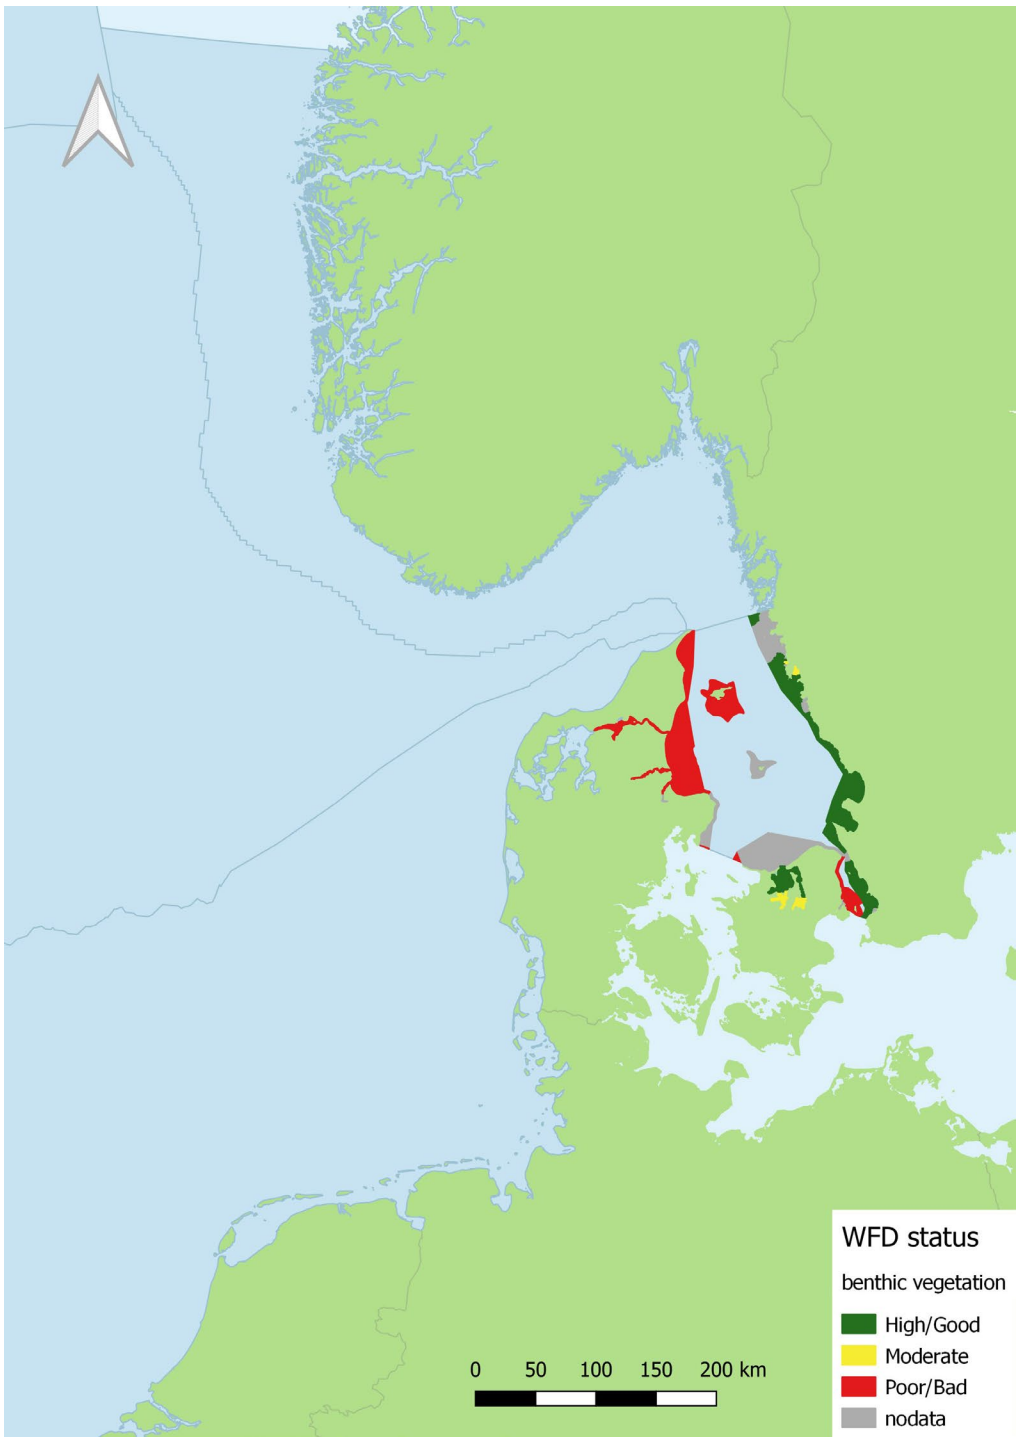 WFD status
benthic vegetation
High/Good
Moderate
Poor/Bad
nodata
0 50 100 150 200 km